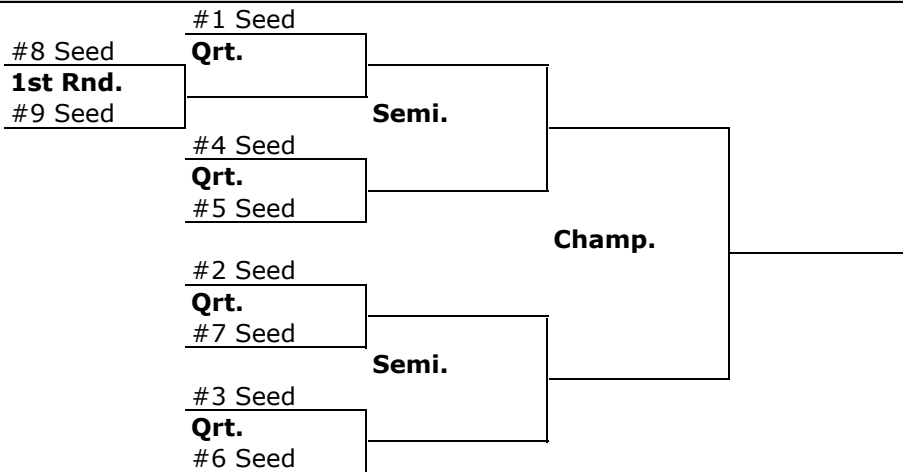 #1 Seed
#8 Seed
Qrt.
1st Rnd.
#9 Seed
Semi.
#4 Seed
Qrt.
#5 Seed
Champ.
#2 Seed
Qrt.
#7 Seed
Semi.
#3 Seed
Qrt.
#6 Seed